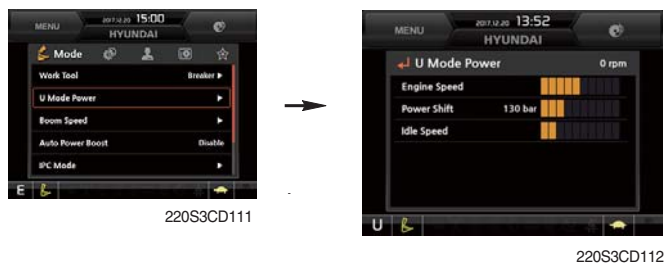 MENU
2017.12.20 15:00
HYUNDAI
Mode
Work Tool Breaker
U Mode Power
Boom Speed
Auto Power Boost Disable
IPC Mode
E
220S3CD111
MENU
2017.12.20 13:52
HYUNDAI
U Mode Power 0 rpm
Engine Speed
Power Shift 130 bar
Idle Speed
U
220S3CD112